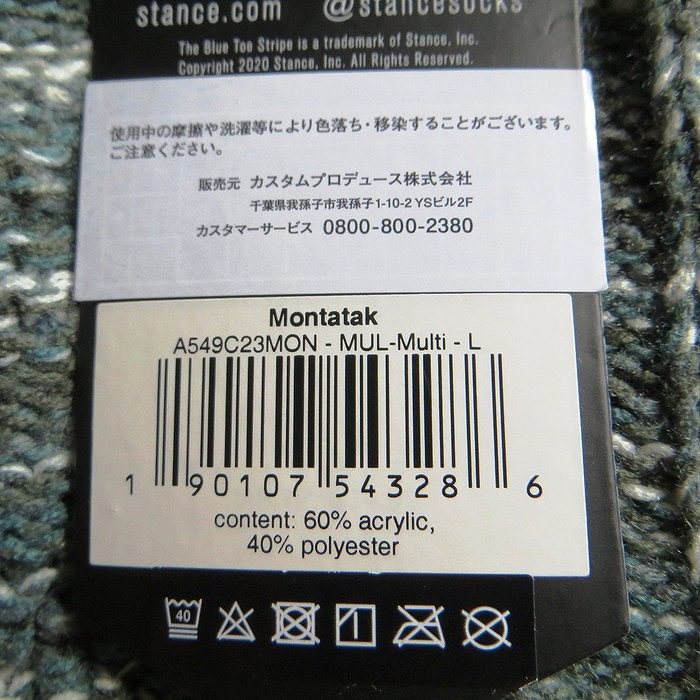 stance.com @stancesocks
The Blue Toe Stripe is a trademark of Stance, Inc.
Copyright 2020 Stance, Inc. All Rights Reserved.
使用中の摩擦や洗濯等により色落ち・移染することがございます。
ご注意ください。
販売元 カスタムプロデュース株式会社
千葉県我孫子市我孫子1-10-2 YSビル2F
カスタマーサービス 0800-800-2380
Montatak
A549C23MON - MUL-Multi - L
1 90107 54328 6
content: 60% acrylic,
40% polyester
40